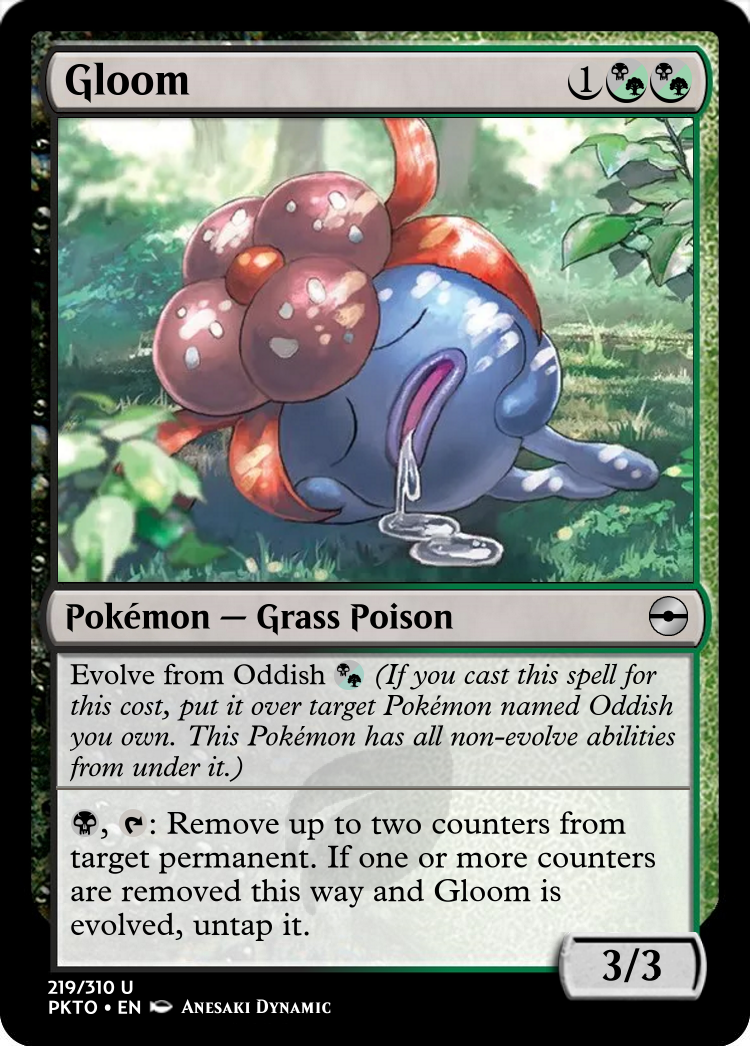 Gloom 1
Pokémon — Grass Poison
Evolve from Oddish (If you cast this spell for
this cost, put it over target Pokémon named Oddish
you own. This Pokémon has all non-evolve abilities
from under it.)
, : Remove up to two counters from
target permanent. If one or more counters
are removed this way and Gloom is
evolved, untap it.
3/3
219/310 U
PKTO • EN Anesaki Dynamic